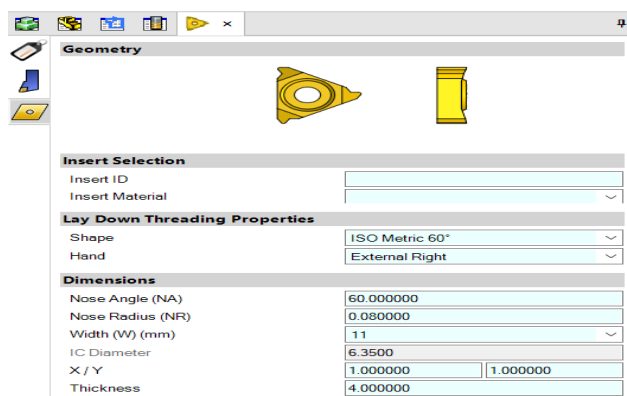 Geometry
Insert Selection
Insert ID
Insert Material
Lay Down Threading Properties
Shape ISO Metric 60°
Hand External Right
Dimensions
Nose Angle (NA) 60.000000
Nose Radius (NR) 0.080000
Width (W) (mm) 11
IC Diameter 6.3500
X / Y 1.000000 1.000000
Thickness 4.000000